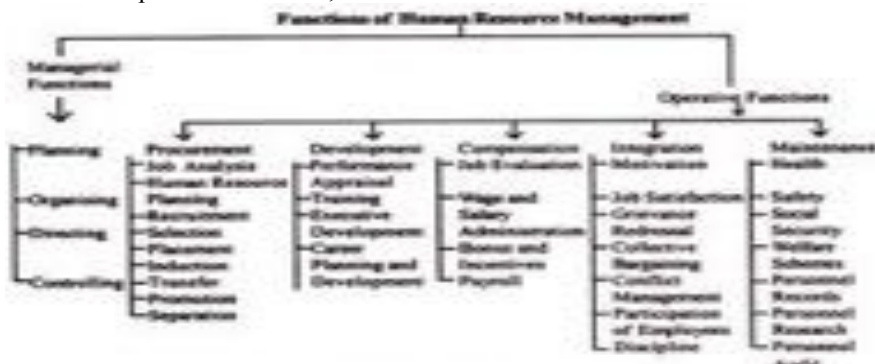 Functions of Human Resource Management
Managerial
Functions
Operative Functions
Planning
Organising
Directing
Controlling
Procurement
Job Analysis
Human Resource
Planning
Recruitment
Selection
Placement
Induction
Transfer
Promotion
Separation
Development
Performance
Appraisal
Training
Executive
Development
Career
Planning and
Development
Compensation
Job Evaluation
Wage and
Salary
Administration
Bonus and
Incentives
Payroll
Integration
Motivation
Job Satisfaction
Grievance
Redressal
Collective
Bargaining
Conflict
Management
Participation
of Employees
Discipline
Maintenance
Health
Safety
Social
Security
Welfare
Schemes
Personnel
Records
Personnel
Research
Personnel